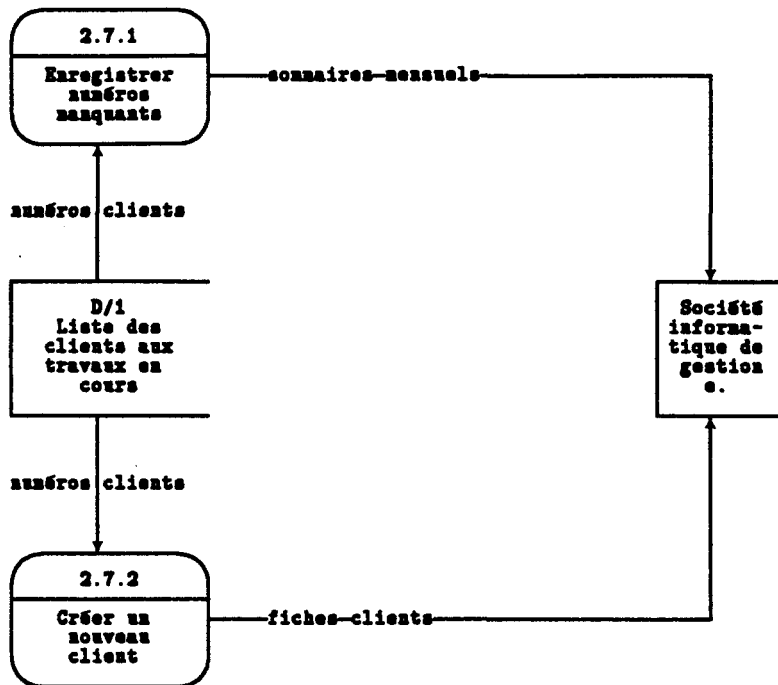 2.7.1
Enregistrer
numéros
manquants
sommaires mensuels
numéros clients
D/1
Liste des
clients aux
travaux en
cours
Société
informa-
tique de
gestion
e.
numéros clients
2.7.2
Créer un
nouveau
client
fiches clients